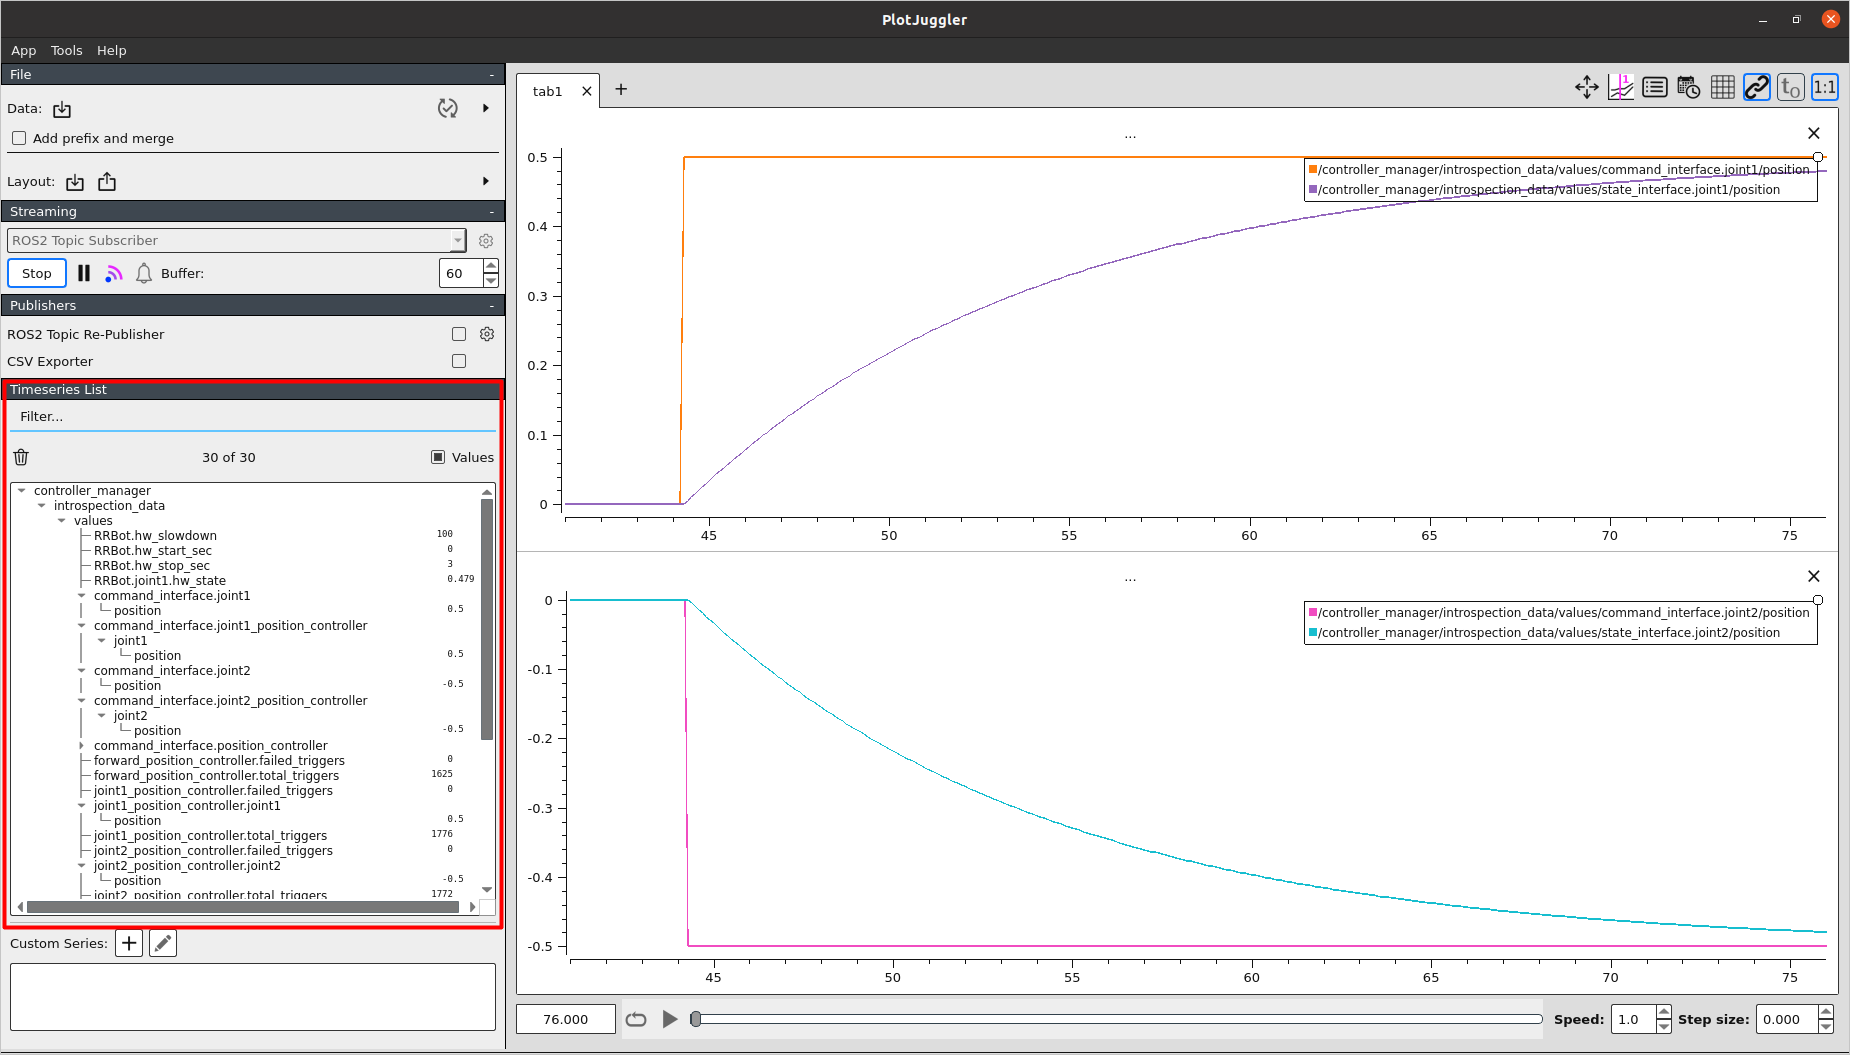 PlotJuggler
App Tools Help
File -
Data:
Add prefix and merge
Layout:
Streaming -
ROS2 Topic Subscriber
Stop Buffer: 60
Publishers -
ROS2 Topic Re-Publisher
CSV Exporter
Timeseries List
Filter...
30 of 30 Values
controller_manager
introspection_data
values
RRBot.hw_slowdown 100
RRBot.hw_start_sec 0
RRBot.hw_stop_sec 3
RRBot.joint1.hw_state 0.479
command_interface.joint1
position 0.5
command_interface.joint1_position_controller
joint1
position 0.5
command_interface.joint2
position -0.5
command_interface.joint2_position_controller
joint2
position -0.5
command_interface.position_controller
forward_position_controller.failed_triggers 0
forward_position_controller.total_triggers 1625
joint1_position_controller.failed_triggers 0
joint1_position_controller.joint1
position 0.5
joint1_position_controller.total_triggers 1776
joint2_position_controller.failed_triggers 0
joint2_position_controller.joint2
position -0.5
joint2_position_controller.total_triggers 1772
Custom Series:
tab1
1 t0 1:1
...
/controller_manager/introspection_data/values/command_interface.joint1/position
/controller_manager/introspection_data/values/state_interface.joint1/position
0.5
0.4
0.3
0.2
0.1
0
45 50 55 60 65 70 75
...
/controller_manager/introspection_data/values/command_interface.joint2/position
/controller_manager/introspection_data/values/state_interface.joint2/position
0
-0.1
-0.2
-0.3
-0.4
-0.5
45 50 55 60 65 70 75
76.000 Speed: 1.0 Step size: 0.000